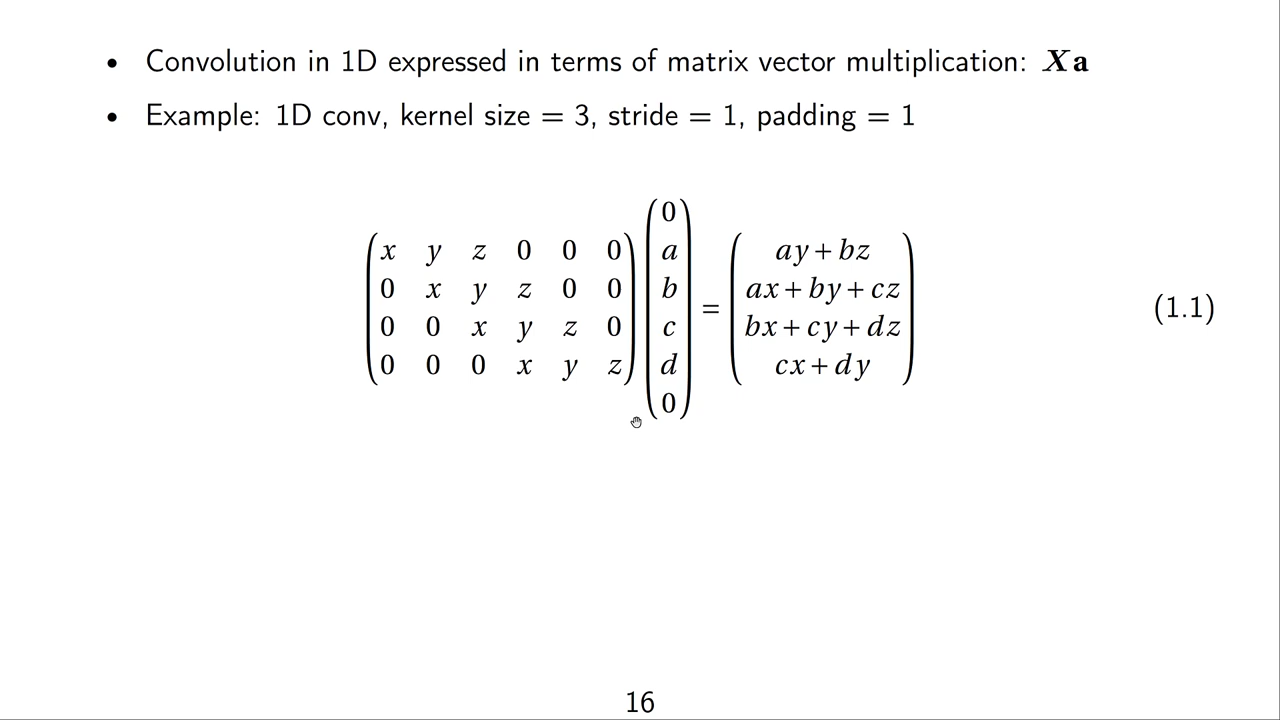 • Convolution in 1D expressed in terms of matrix vector multiplication: Xa
• Example: 1D conv, kernel size = 3, stride = 1, padding = 1
0
x y z 0 0 0 a ay + bz
0 x y z 0 0 b ax + by + cz
= (1.1)
0 0 x y z 0 c bx + cy + dz
0 0 0 x y z d cx + dy
0
16